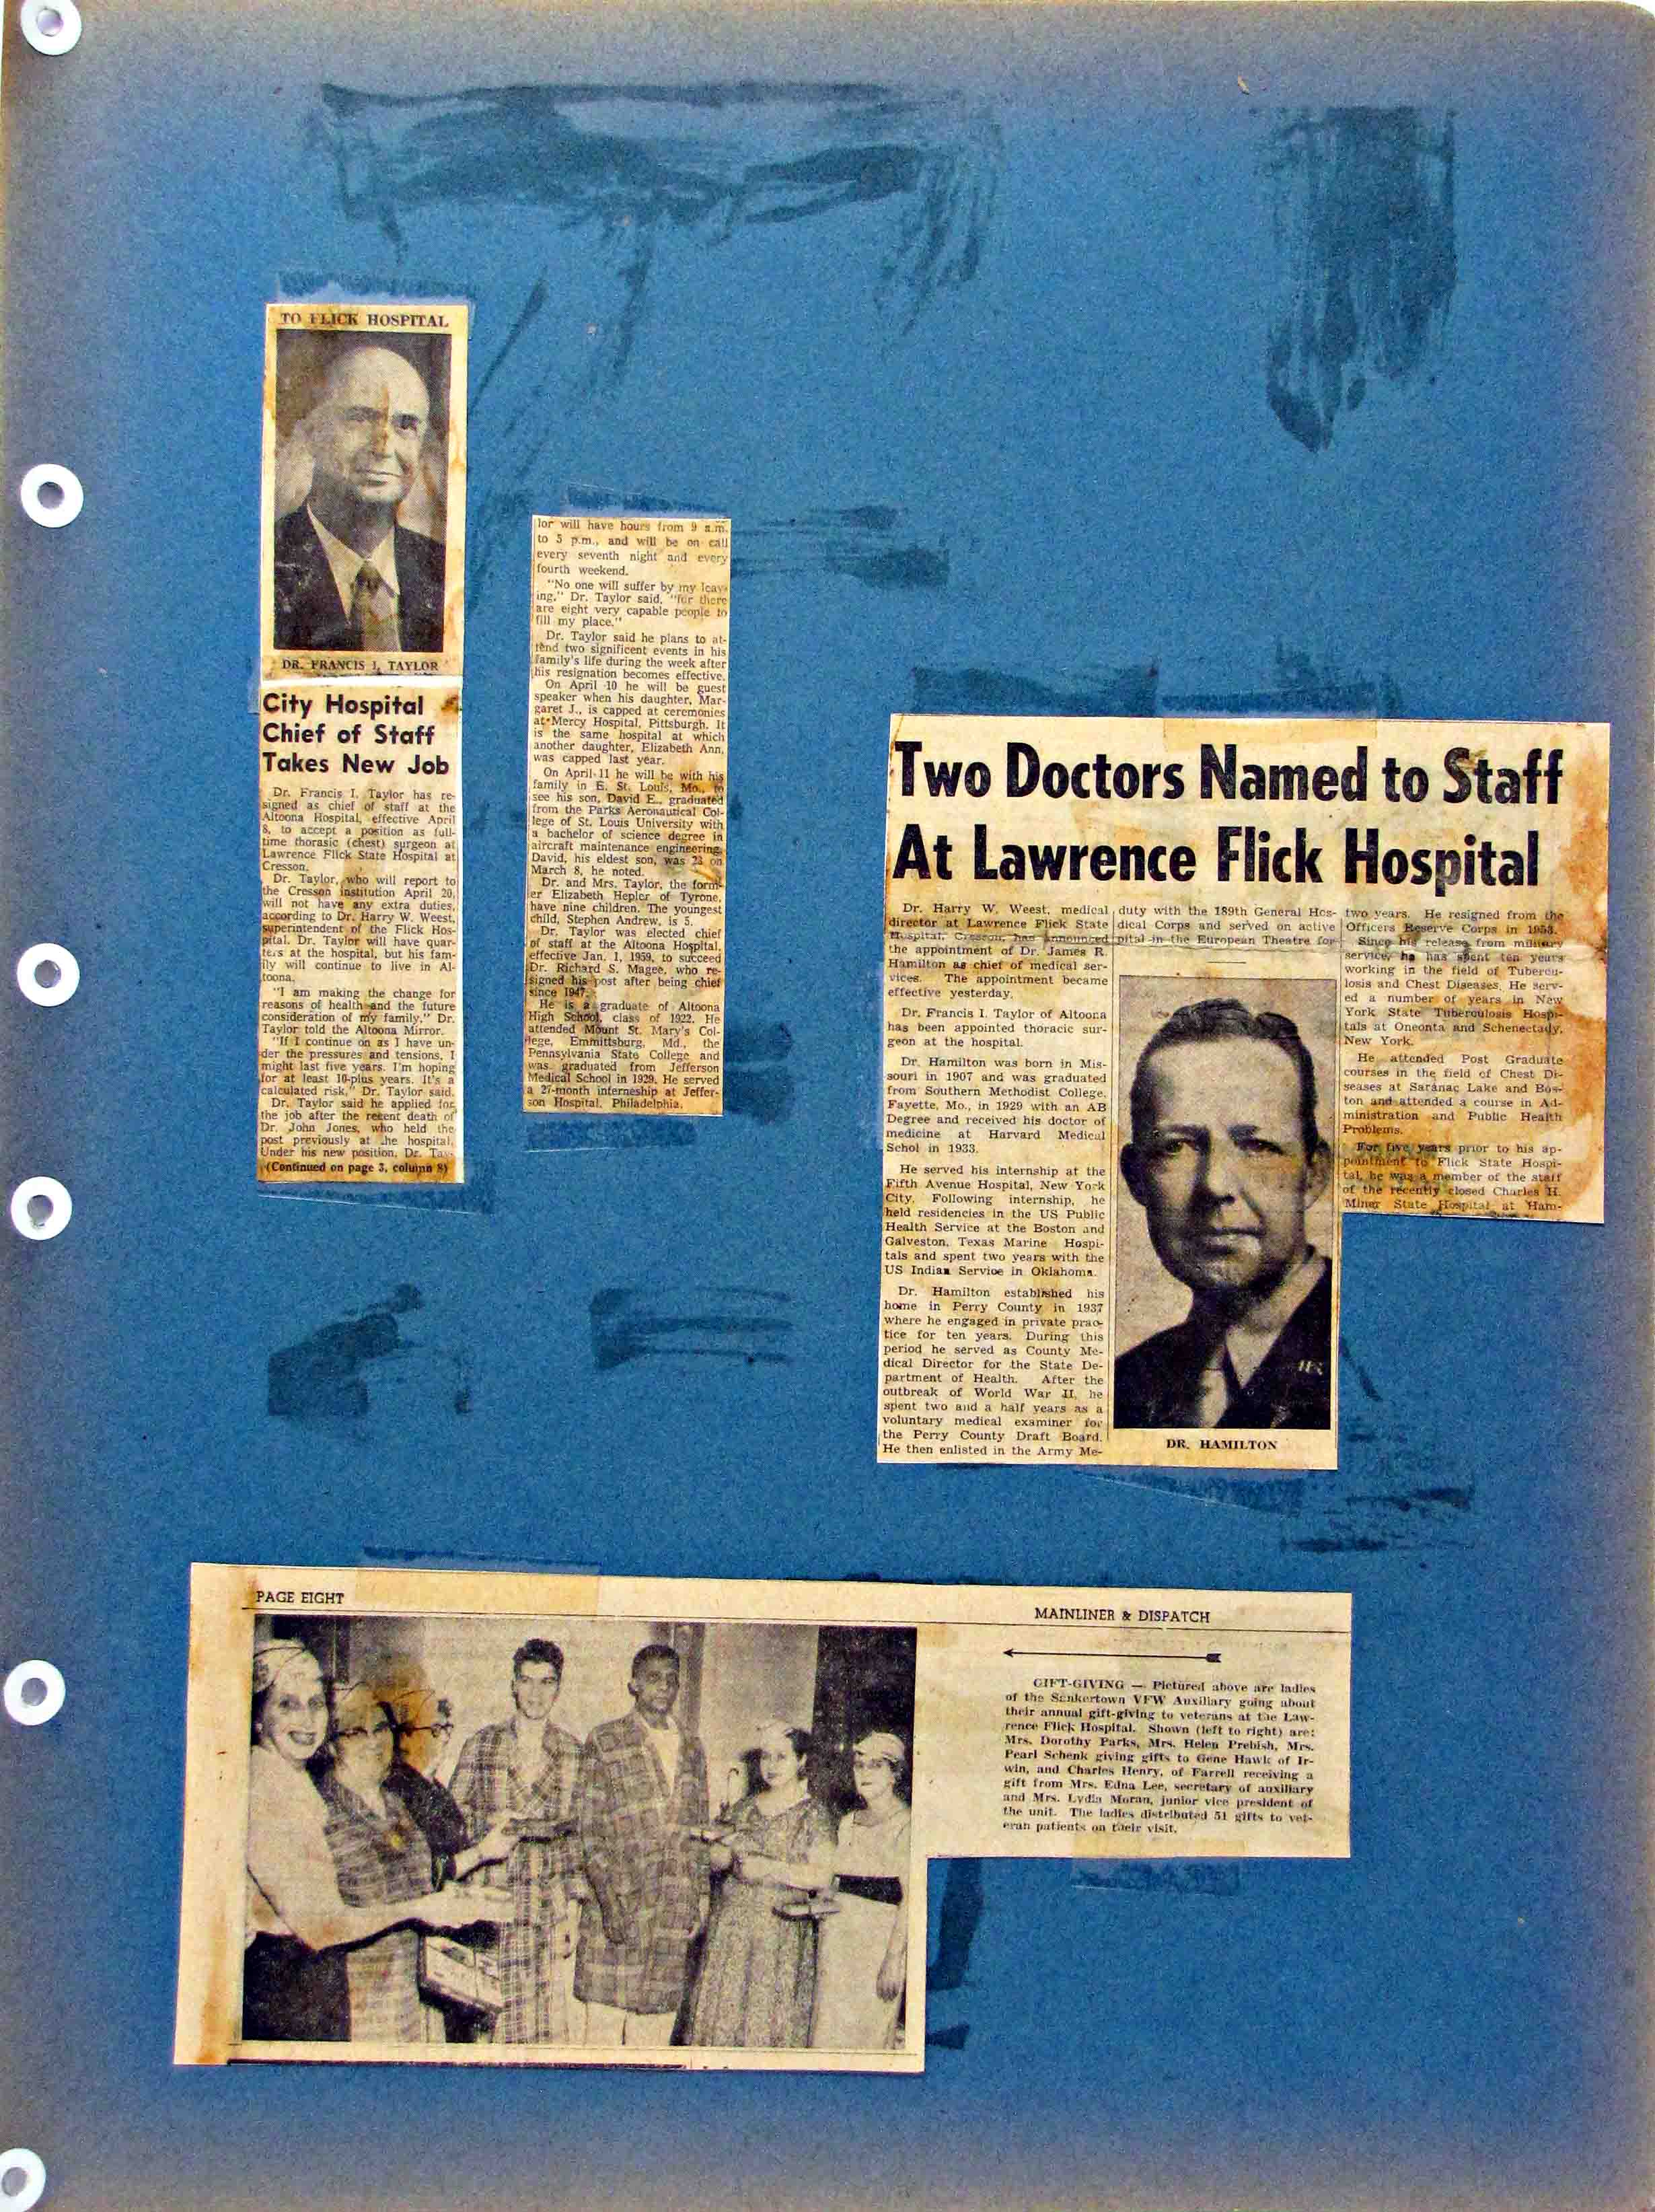 TO FLICK HOSPITAL
DR. FRANCIS I. TAYLOR
City Hospital
Chief of Staff
Takes New Job
Dr. Francis I. Taylor has re-
signed as chief of staff at the
Altoona Hospital, effective April
8, to accept a position as full-
time thorasic (chest) surgeon at
Lawrence Flick State Hospital at
Cresson.
Dr. Taylor, who will report to
the Cresson institution April 20,
will not have any extra duties,
according to Dr. Harry W. Weest,
superintendent of the Flick Hos-
pital. Dr. Taylor will have quar-
ters at the hospital, but his fam-
ily will continue to live in Al-
toona.
"I am making the change for
reasons of health and the future
consideration of my family," Dr.
Taylor told the Altoona Mirror.
"If I continue on as I have un-
der the pressures and tensions, I
might last five years. I'm hoping
for at least 10-plus years. It's a
calculated risk," Dr. Taylor said.
Dr. Taylor said he applied for
the job after the recent death of
Dr. John Jones, who held the
post previously at the hospital.
Under his new position, Dr. Tay-
(Continued on page 3, column 8)
lor will have hours from 9 a.m.
to 5 p.m., and will be on call
every seventh night and every
fourth weekend.
"No one will suffer by my leav-
ing," Dr. Taylor said, "for there
are eight very capable people to
fill my place."
Dr. Taylor said he plans to at-
tend two significent events in his
family's life during the week after
his resignation becomes effective.
On April 10 he will be guest
speaker when his daughter, Mar-
garet J., is capped at ceremonies
at Mercy Hospital, Pittsburgh. It
is the same hospital at which
another daughter, Elizabeth Ann,
was capped last year.
On April 11 he will be with his
family in E. St. Louis, Mo., to
see his son, David E., graduated
from the Parks Aeronautical Col-
lege of St. Louis University with
a bachelor of science degree in
aircraft maintenance engineering.
David, his eldest son, was 23 on
March 8, he noted.
Dr. and Mrs. Taylor, the form-
er Elizabeth Hepler of Tyrone,
have nine children. The youngest
child, Stephen Andrew, is 5.
Dr. Taylor was elected chief
of staff at the Altoona Hospital,
effective Jan. 1, 1959, to succeed
Dr. Richard S. Magee, who re-
signed his post after being chief
since 1947.
He is a graduate of Altoona
High School, class of 1922. He
attended Mount St. Mary's Col-
lege, Emmittsburg, Md., the
Pennsylvania State College and
was graduated from Jefferson
Medical School in 1929. He served
a 27-month interneship at Jeffer-
son Hospital, Philadelphia.
Two Doctors Named to Staff
At Lawrence Flick Hospital
Dr. Harry W. Weest, medical
director at Lawrence Flick State
Hospital, Cresson, has announced
the appointment of Dr. James R.
Hamilton as chief of medical ser-
vices. The appointment became
effective yesterday.
Dr. Francis I. Taylor of Altoona
has been appointed thoracic sur-
geon at the hospital.
Dr. Hamilton was born in Mis-
souri in 1907 and was graduated
from Southern Methodist College,
Fayette, Mo., in 1929 with an AB
Degree and received his doctor of
medicine at Harvard Medical
Schol in 1933.
He served his internship at the
Fifth Avenue Hospital, New York
City. Following internship, he
held residencies in the US Public
Health Service at the Boston and
Galveston, Texas Marine Hospi-
tals and spent two years with the
US Indian Service in Oklahoma.
Dr. Hamilton established his
home in Perry County in 1937
where he engaged in private prac-
tice for ten years. During this
period he served as County Me-
dical Director for the State De-
partment of Health. After the
outbreak of World War II, he
spent two and a half years as a
voluntary medical examiner for
the Perry County Draft Board.
He then enlisted in the Army Me-
duty with the 189th General Hos-
dical Corps and served on active
pital in the European Theatre for
DR. HAMILTON
two years. He resigned from the
Officers Reserve Corps in 1953.
Since his release from military
service, he has spent ten years
working in the field of Tubercu-
losis and Chest Diseases. He serv-
ed a number of years in New
York State Tuberculosis Hospi-
tals at Oneonta and Schenectady,
New York.
He attended Post Graduate
courses in the field of Chest Di-
seases at Saranac Lake and Bos-
ton and attended a course in Ad-
ministration and Public Health
Problems.
For five years prior to his ap-
pointment to Flick State Hospi-
tal, he was a member of the staff
of the recently closed Charles H.
Miner State Hospital at Ham-
PAGE EIGHT
MAINLINER & DISPATCH
GIFT-GIVING — Pictured above are ladies
of the Sankertown VFW Auxiliary going about
their annual gift-giving to veterans at the Law-
rence Flick Hospital. Shown (left to right) are:
Mrs. Dorothy Parks, Mrs. Helen Prebish, Mrs.
Pearl Schenk giving gifts to Gene Hawk of Ir-
win, and Charles Henry, of Farrell receiving a
gift from Mrs. Edna Lee, secretary of auxiliary
and Mrs. Lydia Moran, junior vice president of
the unit. The ladies distributed 51 gifts to vet-
eran patients on their visit.